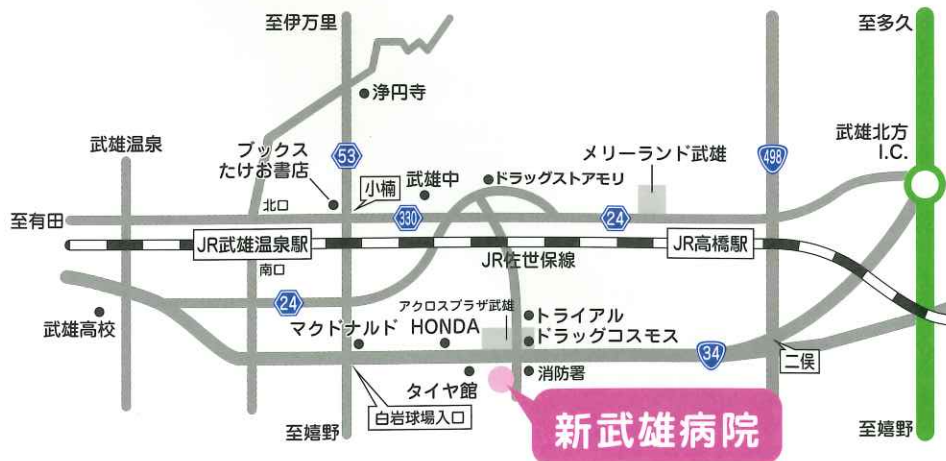 至伊万里
至多久
浄円寺
武雄温泉
ブックス
たけお書店
53
小楠
武雄中
ドラッグストアモリ
メリーランド武雄
498
武雄北方
I.C.
至有田
北口
330
24
JR武雄温泉駅
JR佐世保線
JR高橋駅
南口
24
武雄高校
マクドナルド
HONDA
アクロスプラザ武雄
トライアル
ドラッグコスモス
34
二俣
タイヤ館
消防署
白岩球場入口
至嬉野
新武雄病院
至嬉野